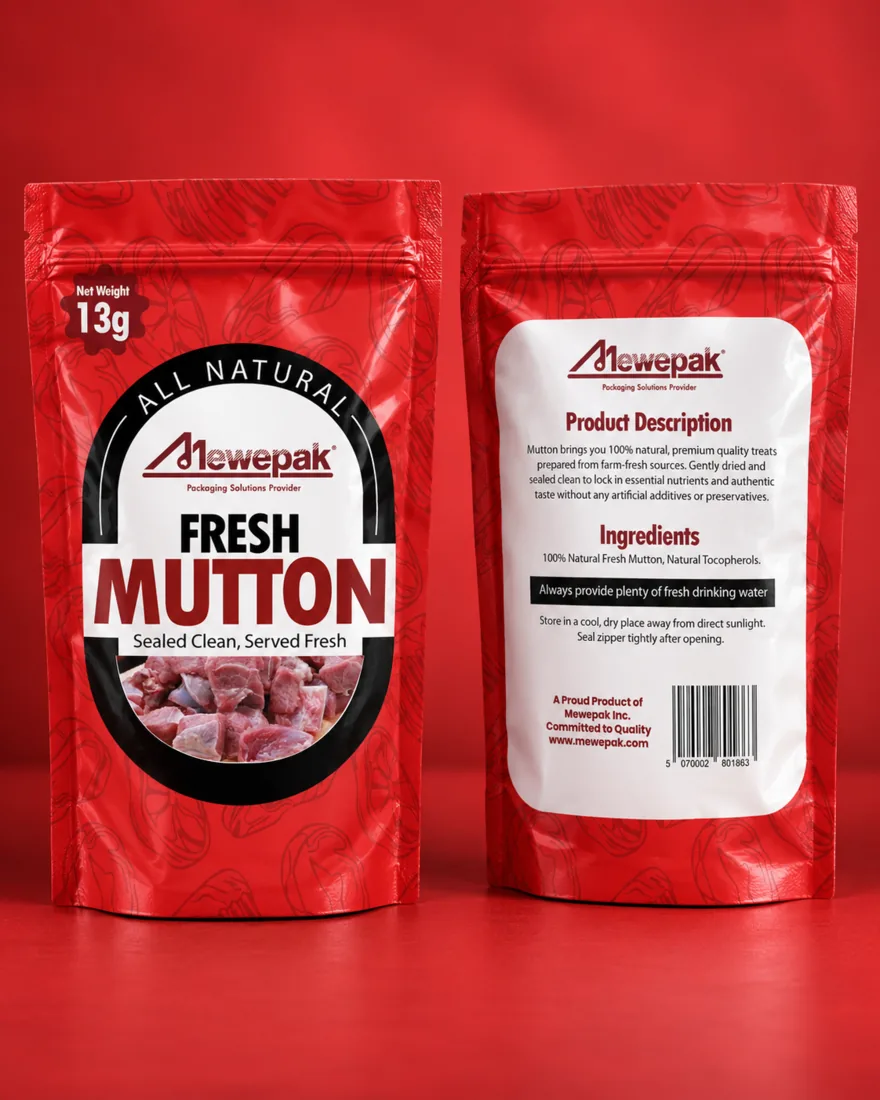 Net Weight
13g
ALL NATURAL
Mewepak®
Packaging Solutions Provider
FRESH
MUTTON
Sealed Clean, Served Fresh
Mewepak®
Packaging Solutions Provider
Product Description
Mutton brings you 100% natural, premium quality treats
prepared from farm-fresh sources. Gently dried and
sealed clean to lock in essential nutrients and authentic
taste without any artificial additives or preservatives.
Ingredients
100% Natural Fresh Mutton, Natural Tocopherols.
Always provide plenty of fresh drinking water
Store in a cool, dry place away from direct sunlight.
Seal zipper tightly after opening.
A Proud Product of
Mewepak Inc.
Committed to Quality
www.mewepak.com
5 070002 801863